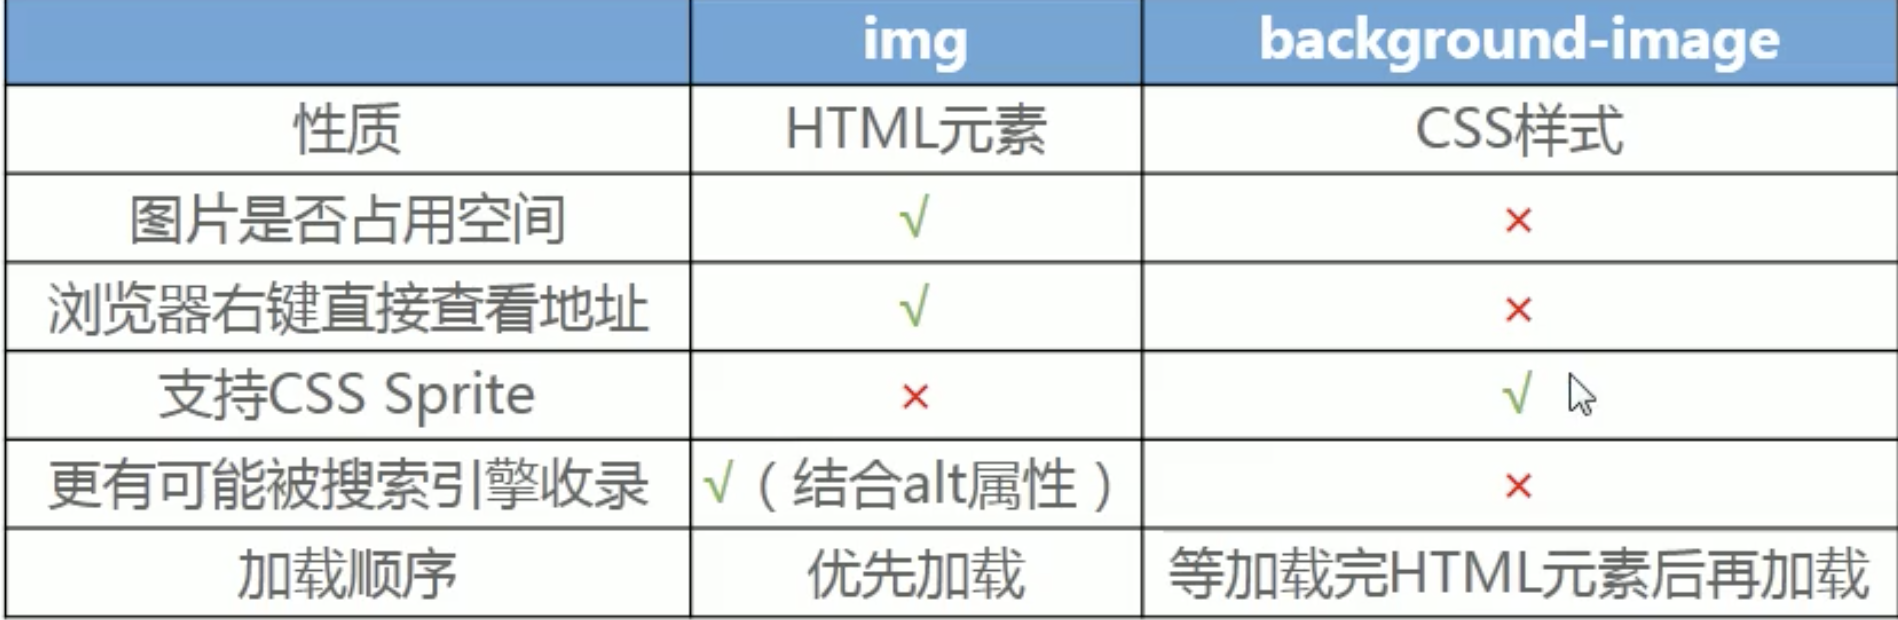 img background-image
性质 HTML元素 CSS样式
图片是否占用空间 √ ×
浏览器右键直接查看地址 √ ×
支持CSS Sprite × √
更有可能被搜索引擎收录 √（结合alt属性） ×
加载顺序 优先加载 等加载完HTML元素后再加载